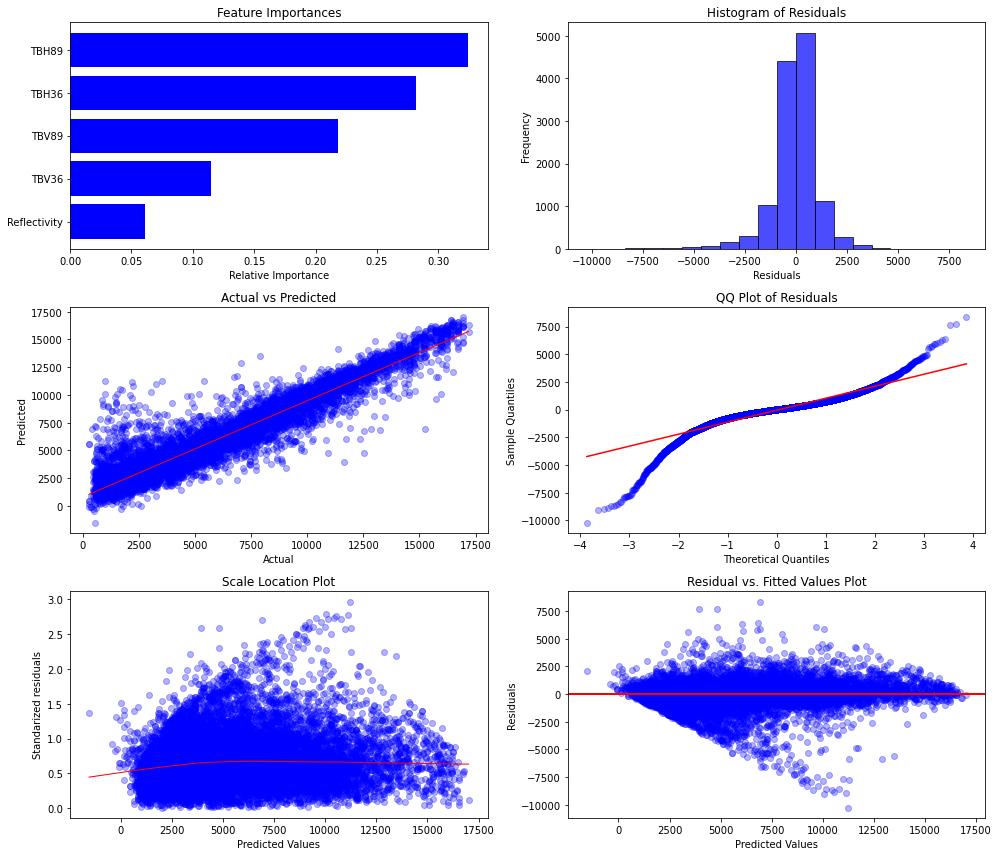 Feature Importances
TBH89
TBH36
TBV89
TBV36
Reflectivity
0.00 0.05 0.10 0.15 0.20 0.25 0.30
Relative Importance
Histogram of Residuals
5000
4000
3000
2000
1000
0
Frequency
−10000 −7500 −5000 −2500 0 2500 5000 7500
Residuals
Actual vs Predicted
17500
15000
12500
10000
7500
5000
2500
0
Predicted
0 2500 5000 7500 10000 12500 15000 17500
Actual
QQ Plot of Residuals
7500
5000
2500
0
−2500
−5000
−7500
−10000
Sample Quantiles
−4 −3 −2 −1 0 1 2 3 4
Theoretical Quantiles
Scale Location Plot
3.0
2.5
2.0
1.5
1.0
0.5
0.0
Standarized residuals
0 2500 5000 7500 10000 12500 15000 17500
Predicted Values
Residual vs. Fitted Values Plot
7500
5000
2500
0
−2500
−5000
−7500
−10000
Residuals
0 2500 5000 7500 10000 12500 15000 17500
Predicted Values